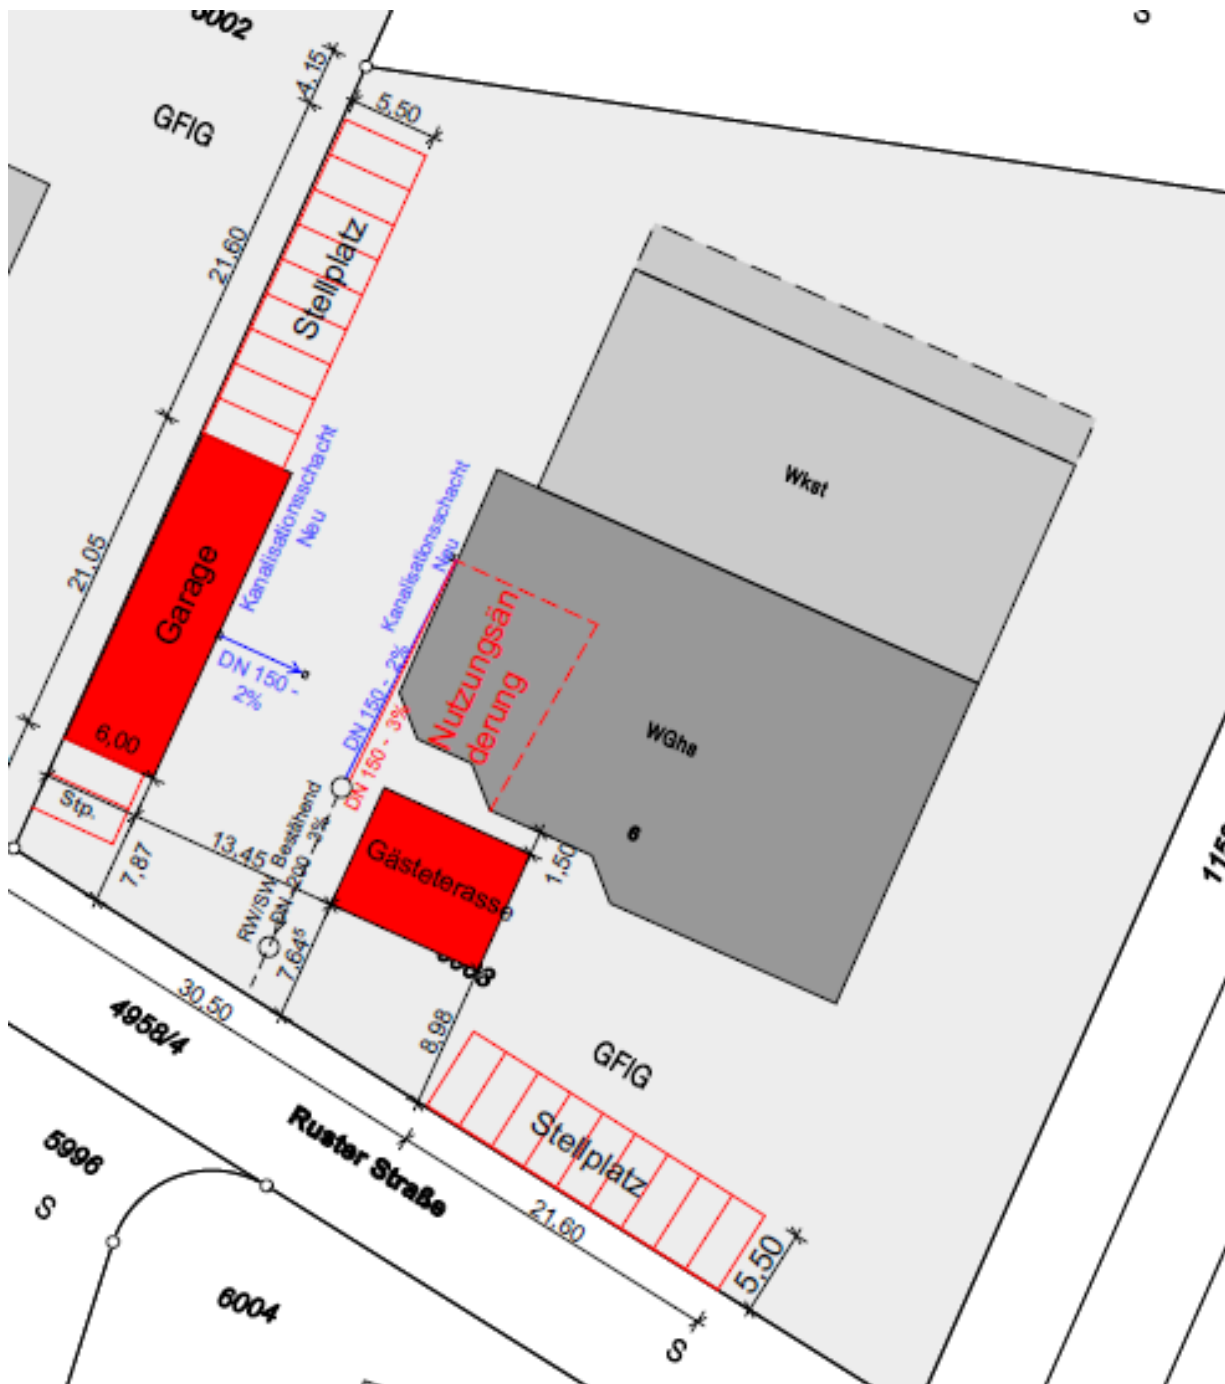 S
4,15
5,50
GFIG
Stellplatz
21,60
Wkst
Kanalisationsschacht
Neu
Kanalisationsschacht
Neu
21,05
Garage
DN 150 -
2%
DN 150 - 2%
DN 150 - 3%
Nutzungsän
derung
WGhs
6,00
Stp.
6
13,45
RW/SW Bestähend
DN 200 -3%
Gästeterasse
1,50
7,87
7,64⁵
8,98
30,50
4958/4
GFIG
Stellplatz
Ruster Straße
5996
S
21,60
5,50
6004
S